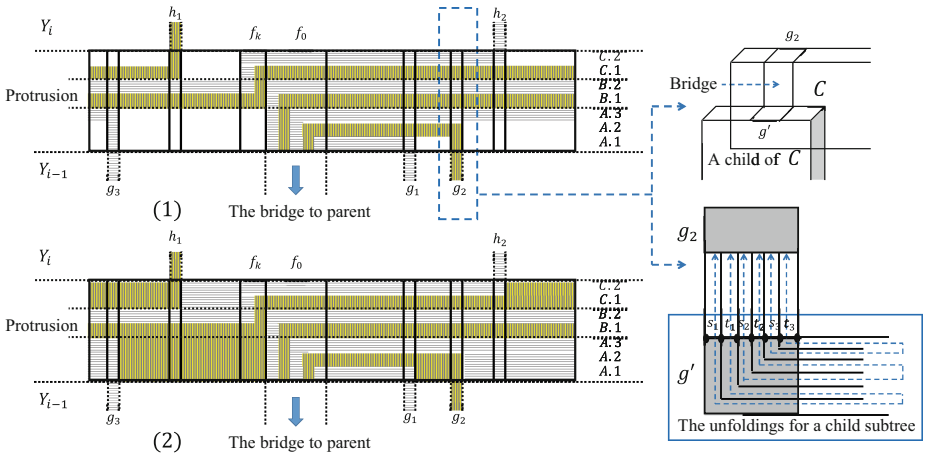 Y_i
h_1
f_k
f_0
h_2
C.2
C.1
Protrusion
B.2
B.1
A.3
A.2
A.1
Y_{i-1}
g_3
g_1
g_2
(1)
The bridge to parent
Y_i
h_1
f_k
f_0
h_2
C.2
C.1
Protrusion
B.2
B.1
A.3
A.2
A.1
Y_{i-1}
g_3
g_1
g_2
(2)
The bridge to parent
g_2
Bridge
C
g'
A child of C
g_2
s_1 t_1 s_2 t_2 s_3 t_3
g'
The unfoldings for a child subtree